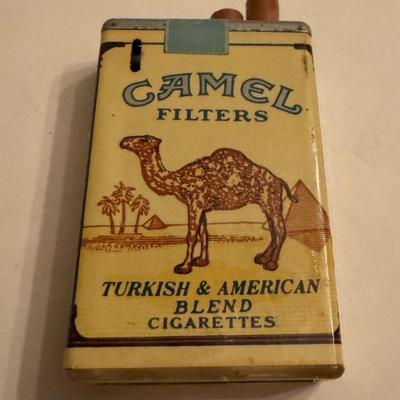 CAMEL
FILTERS
TURKISH & AMERICAN
BLEND
CIGARETTES